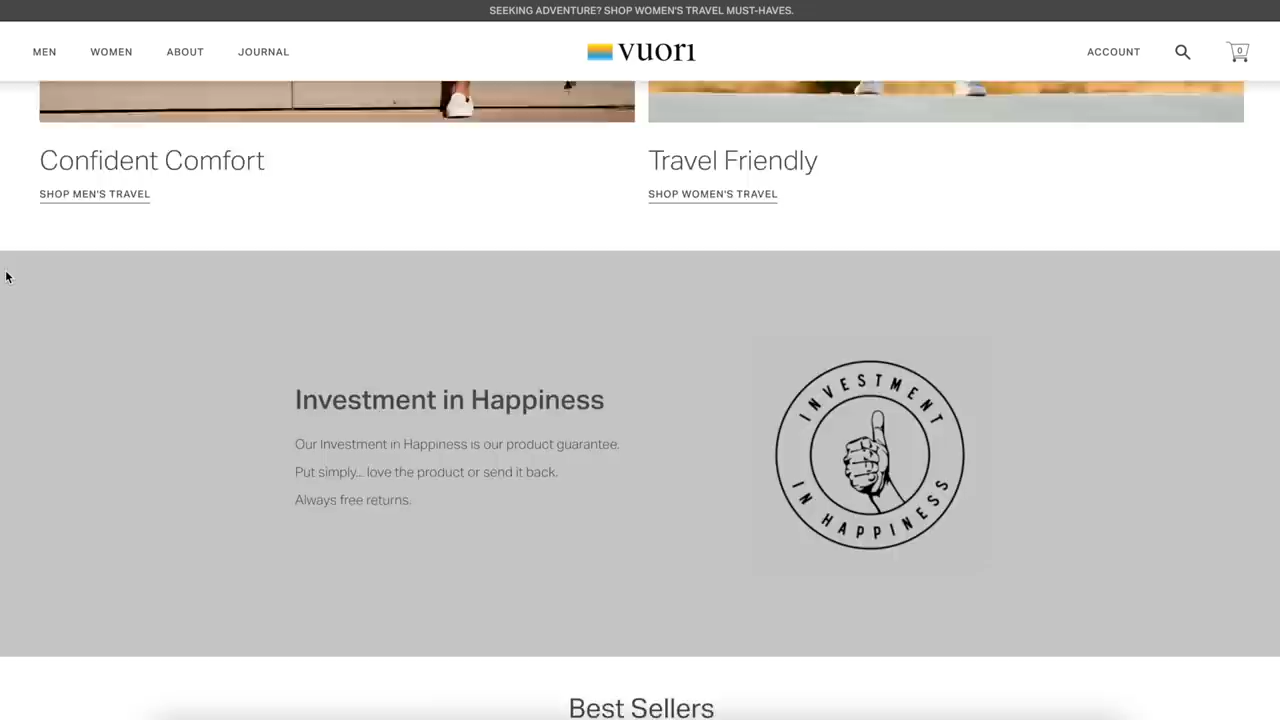 SEEKING ADVENTURE? SHOP WOMEN'S TRAVEL MUST-HAVES.
MEN WOMEN ABOUT JOURNAL vuori ACCOUNT 0
Confident Comfort
SHOP MEN'S TRAVEL
Travel Friendly
SHOP WOMEN'S TRAVEL
Investment in Happiness
Our Investment in Happiness is our product guarantee.
Put simply... love the product or send it back.
Always free returns.
INVESTMENT
IN HAPPINESS
Best Sellers